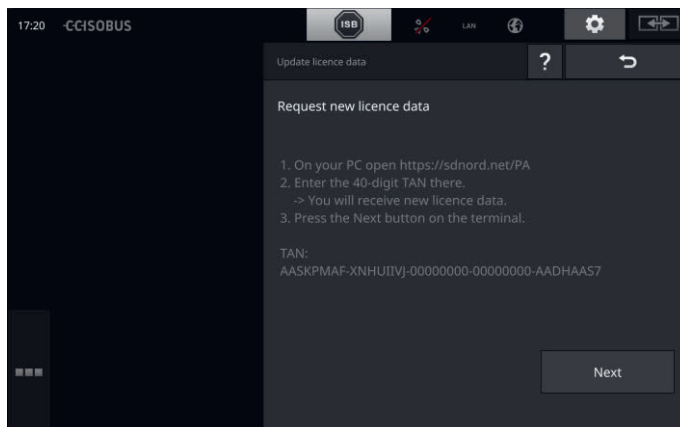 17:20
CCISOBUS
ISB
LAN
Update licence data
?
Request new licence data
1. On your PC open https://sdnord.net/PA
2. Enter the 40-digit TAN there.
-> You will receive new licence data.
3. Press the Next button on the terminal.
TAN:
AASKPMAF-XNHUIIVJ-00000000-00000000-AADHAAS7
Next